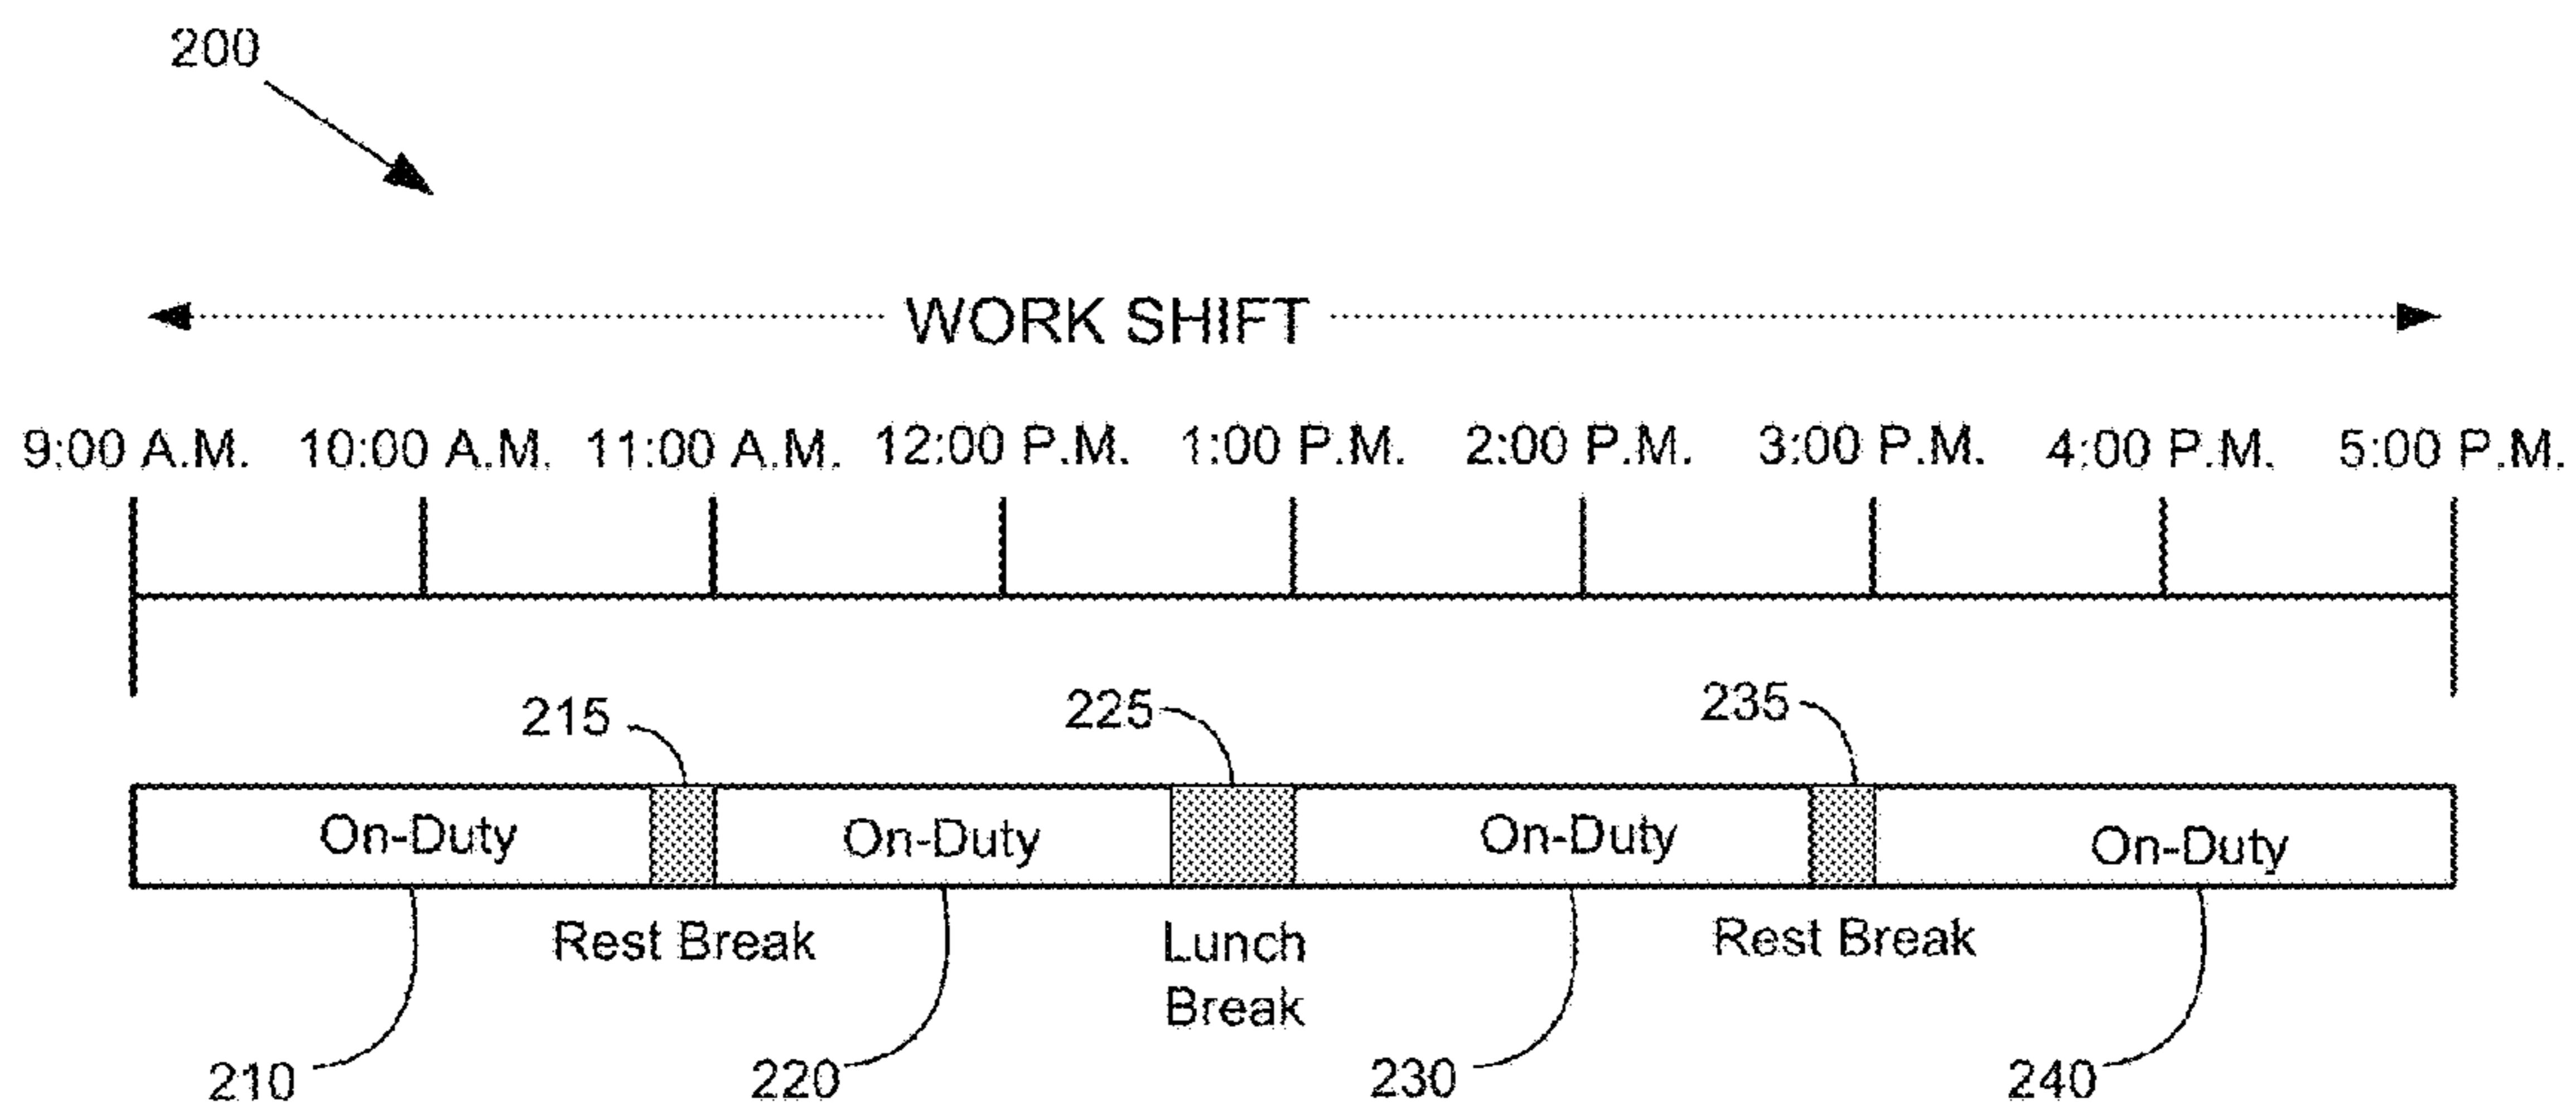 200
WORK SHIFT
9:00 A.M. 10:00 A.M. 11:00 A.M. 12:00 P.M. 1:00 P.M. 2:00 P.M. 3:00 P.M. 4:00 P.M. 5:00 P.M.
215 225 235
On-Duty On-Duty On-Duty On-Duty
Rest Break Lunch Rest Break
Break
210 220 230 240